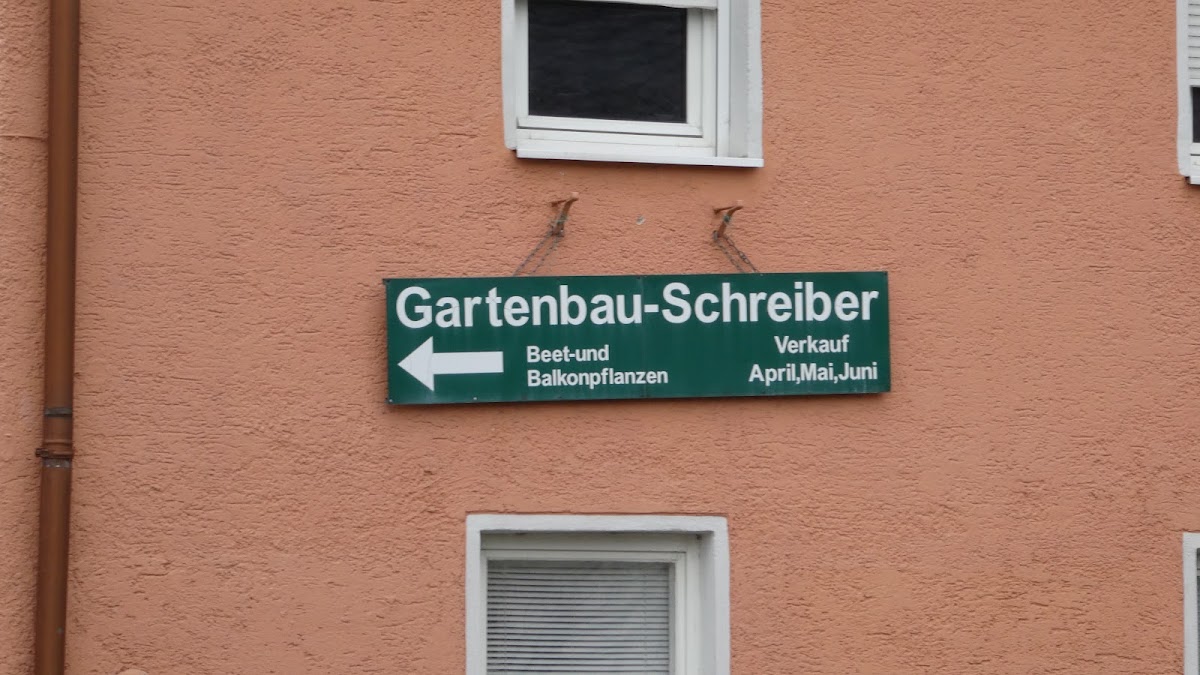 Gartenbau-Schreiber
Beet-und
Balkonpflanzen
Verkauf
April,Mai,Juni